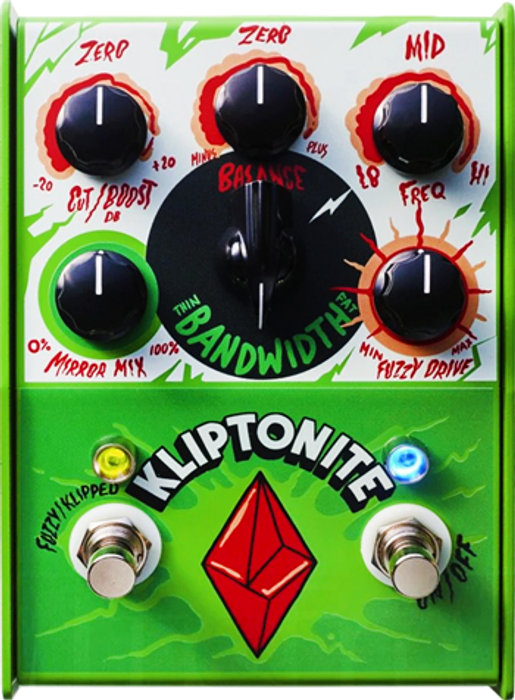 ZERO
ZERO
MID
-20
+20
CUT/BOOST
DB
MINUS
PLUS
BALANCE
LO
HI
FREQ
0%
100%
MIRROR MIX
THIN
FAT
BANDWIDTH
MIN
MAX
FUZZY DRIVE
KLIPTONITE
FUZZY/KLIPPED
ON/OFF